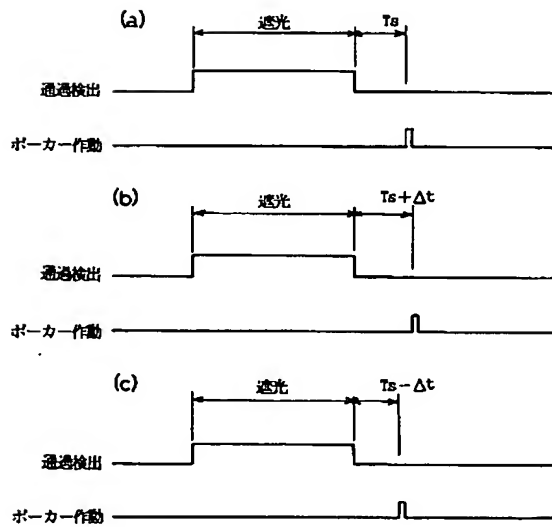 (a)
遮光 Ts
通過検出
ポーカー作動
(b)
遮光 Ts+Δt
通過検出
ポーカー作動
(c)
遮光 Ts-Δt
通過検出
ポーカー作動